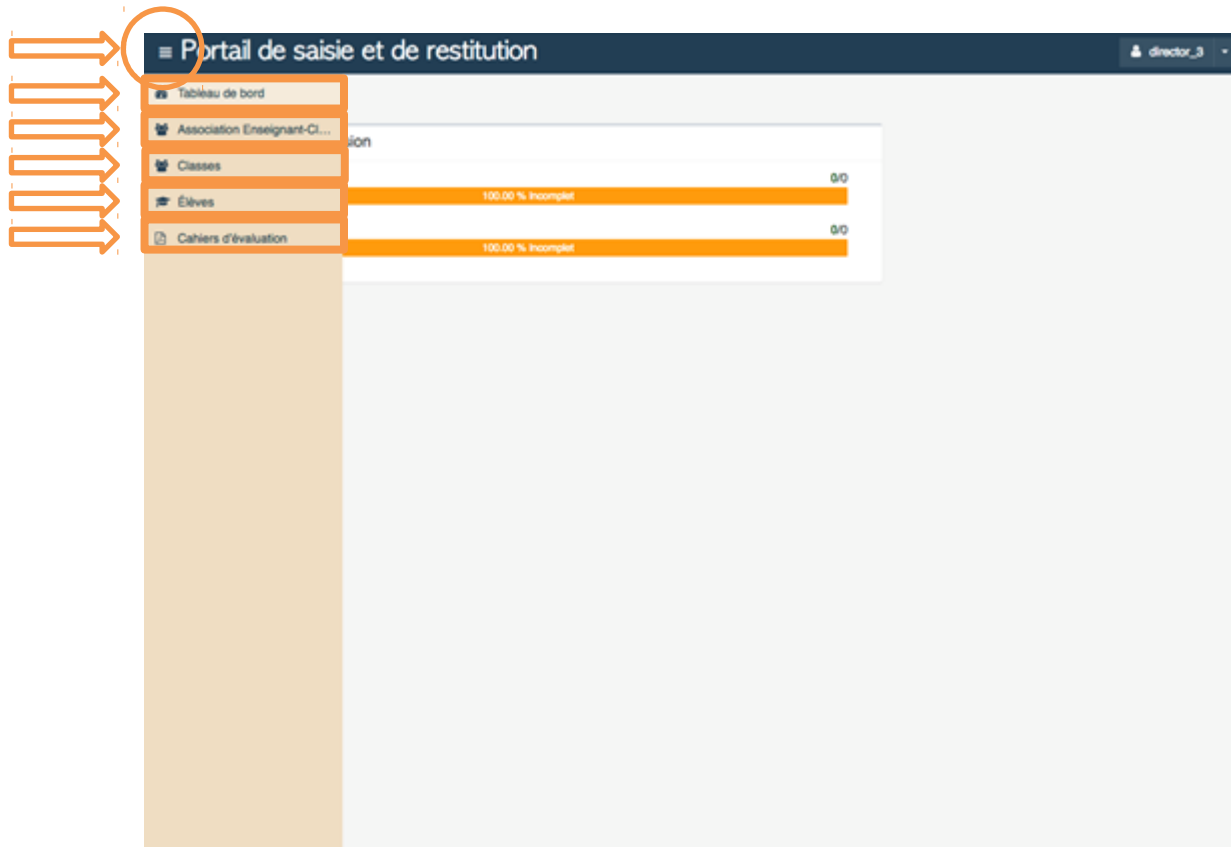 Portail de saisie et de restitution
director_3
Tableau de bord
Association Enseignant-Cl...
sion
Classes
0/0
100.00 % Incomplet
Élèves
0/0
Cahiers d'évaluation
100.00 % Incomplet